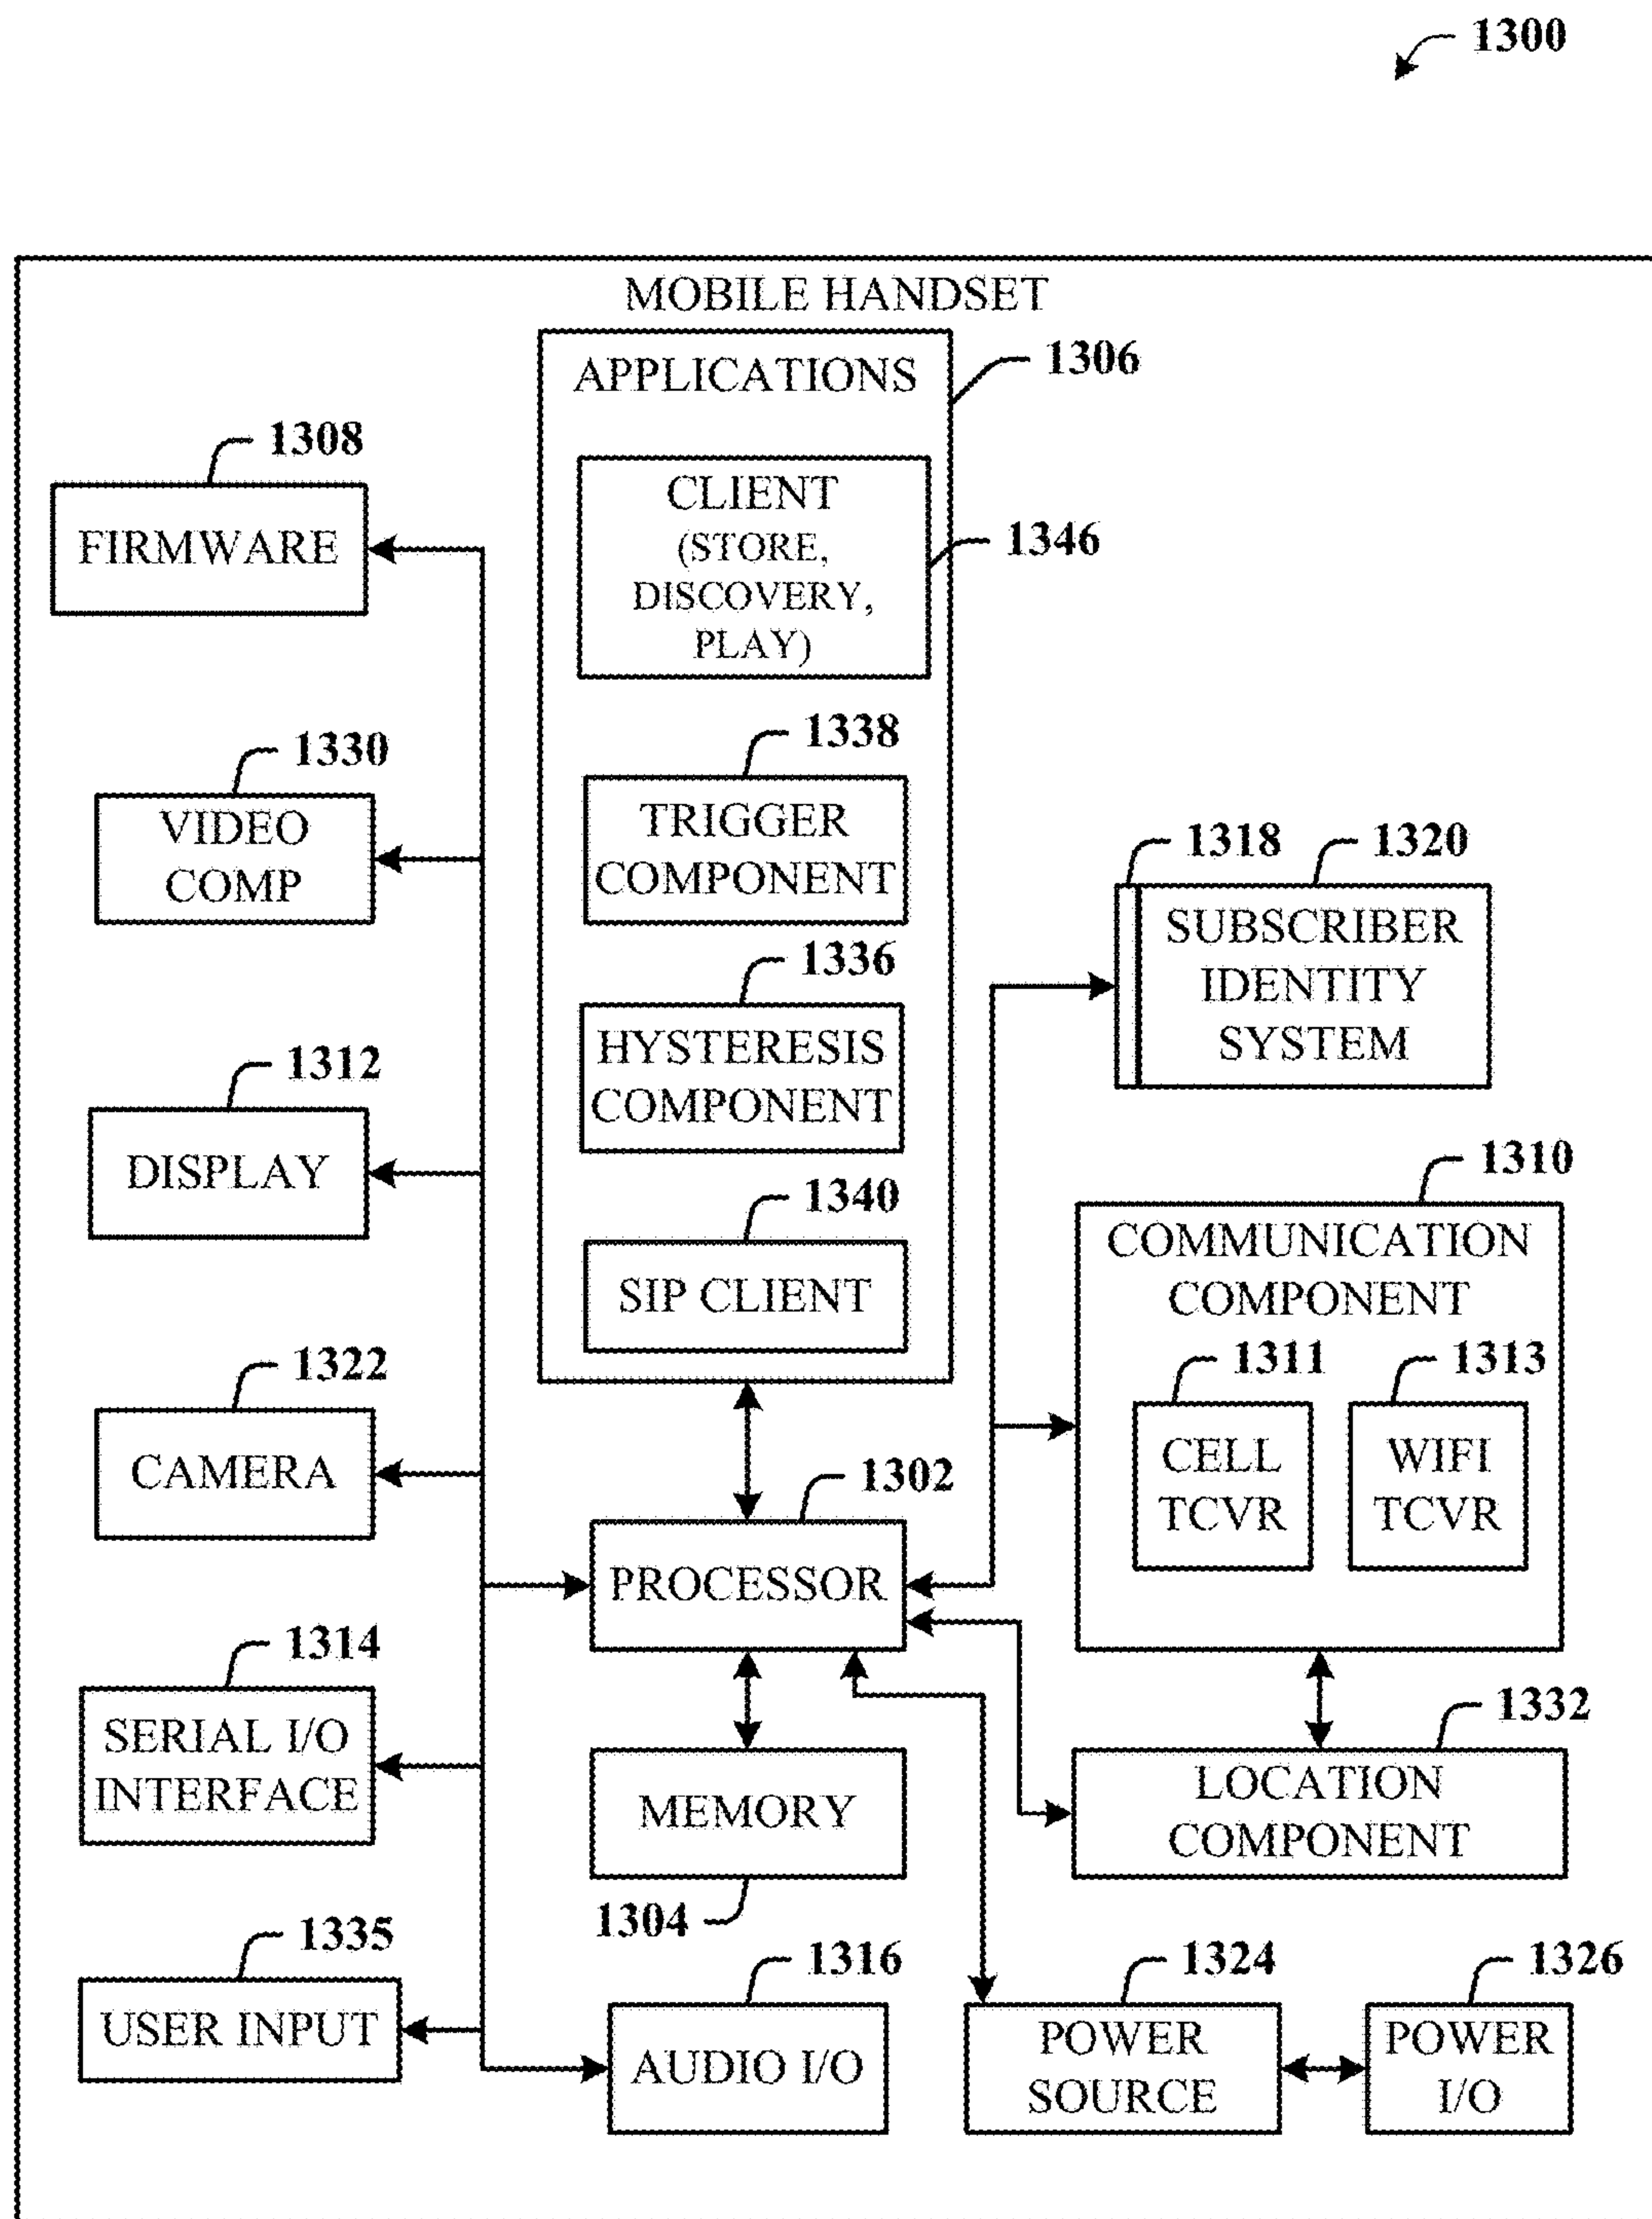 1300
MOBILE HANDSET
APPLICATIONS
1306
CLIENT
(STORE,
DISCOVERY,
PLAY)
1346
1338
TRIGGER
COMPONENT
1336
HYSTERESIS
COMPONENT
1340
SIP CLIENT
1308
FIRMWARE
1330
VIDEO
COMP
1312
DISPLAY
1322
CAMERA
1314
SERIAL I/O
INTERFACE
1335
USER INPUT
1302
PROCESSOR
MEMORY
1304
1316
AUDIO I/O
1318
1320
SUBSCRIBER
IDENTITY
SYSTEM
1310
COMMUNICATION
COMPONENT
1311
CELL
TCVR
1313
WIFI
TCVR
1332
LOCATION
COMPONENT
1324
POWER
SOURCE
1326
POWER
I/O